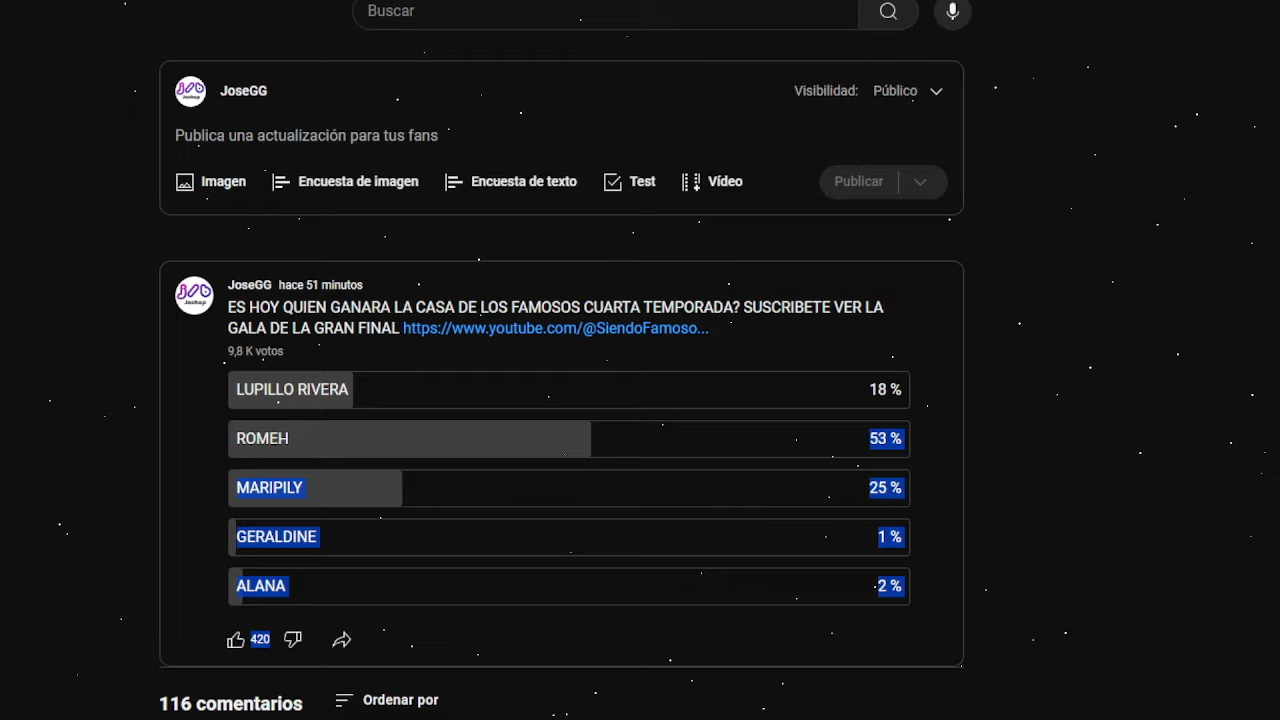 Buscar
JoseGG
Visibilidad: Público
Publica una actualización para tus fans
Imagen
Encuesta de imagen
Encuesta de texto
Test
Vídeo
Publicar
JoseGG hace 51 minutos
ES HOY QUIEN GANARA LA CASA DE LOS FAMOSOS CUARTA TEMPORADA? SUSCRIBETE VER LA
GALA DE LA GRAN FINAL https://www.youtube.com/@SiendoFamoso...
9,8 K votos
LUPILLO RIVERA 18 %
ROMEH 53 %
MARIPILY 25 %
GERALDINE 1 %
ALANA 2 %
420
116 comentarios
Ordenar por